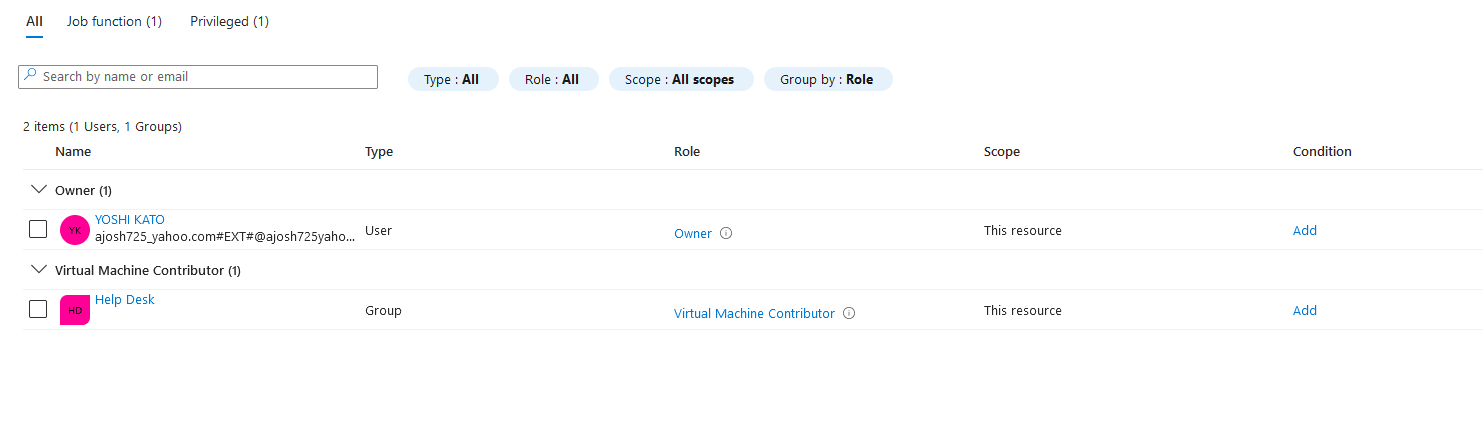 All Job function (1) Privileged (1)
Search by name or email Type : All Role : All Scope : All scopes Group by : Role
2 items (1 Users, 1 Groups)
Name Type Role Scope Condition
Owner (1)
YK YOSHI KATO
ajosh725_yahoo.com#EXT#@ajosh725yaho... User Owner This resource Add
Virtual Machine Contributor (1)
HD Help Desk
Group Virtual Machine Contributor This resource Add